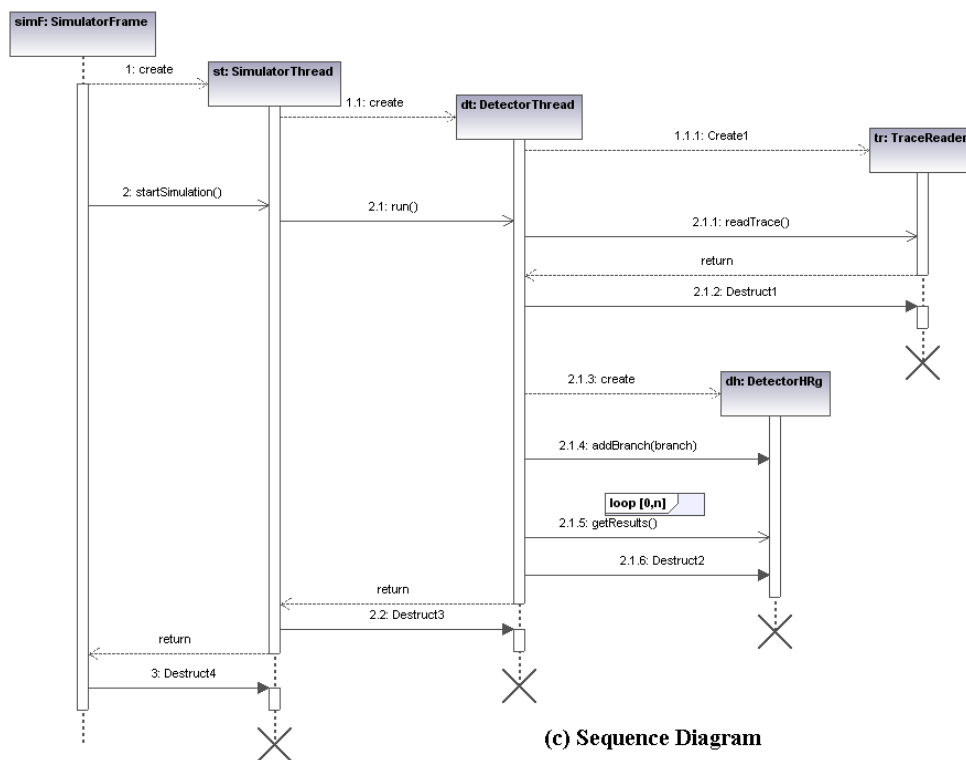 simF: SimulatorFrame
1: create
st: SimulatorThread
1.1: create
dt: DetectorThread
1.1.1: Create1
tr: TraceReader
2: startSimulation()
2.1: run()
2.1.1: readTrace()
return
2.1.2: Destruct1
2.1.3: create
dh: DetectorHRg
2.1.4: addBranch(branch)
loop [0,n]
2.1.5: getResults()
2.1.6: Destruct2
return
2.2: Destruct3
return
3: Destruct4
(c) Sequence Diagram